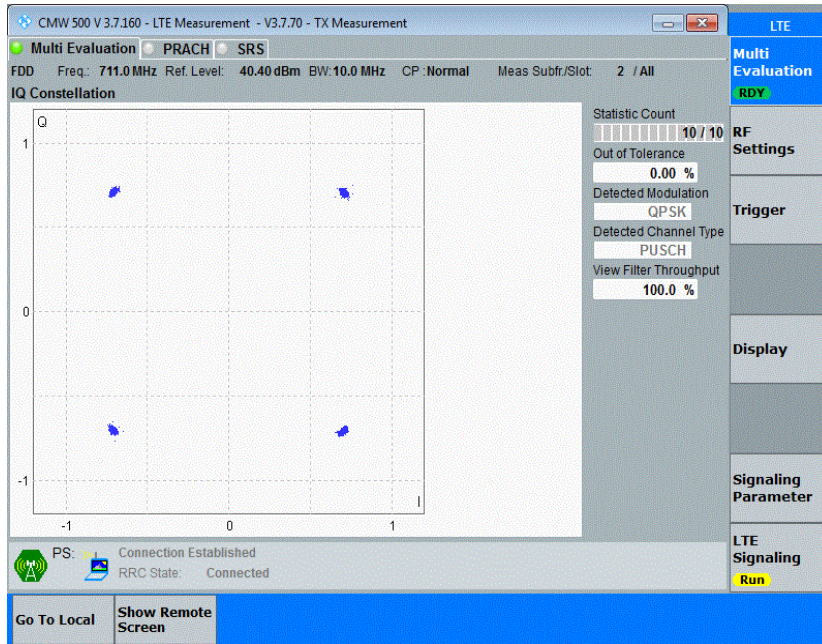 CMW 500 V 3.7.160 - LTE Measurement - V3.7.70 - TX Measurement
LTE
Multi Evaluation PRACH SRS
FDD Freq.: 711.0 MHz Ref. Level: 40.40 dBm BW: 10.0 MHz CP : Normal Meas Subfr./Slot: 2 / All
IQ Constellation
Q
1
0
-1
I
-1 0 1
Statistic Count
10 / 10
Out of Tolerance
0.00 %
Detected Modulation
QPSK
Detected Channel Type
PUSCH
View Filter Throughput
100.0 %
Multi
Evaluation
RDY
RF
Settings
Trigger
Display
Signaling
Parameter
LTE
Signaling
Run
PS: Connection Established
RRC State: Connected
Go To Local
Show Remote
Screen